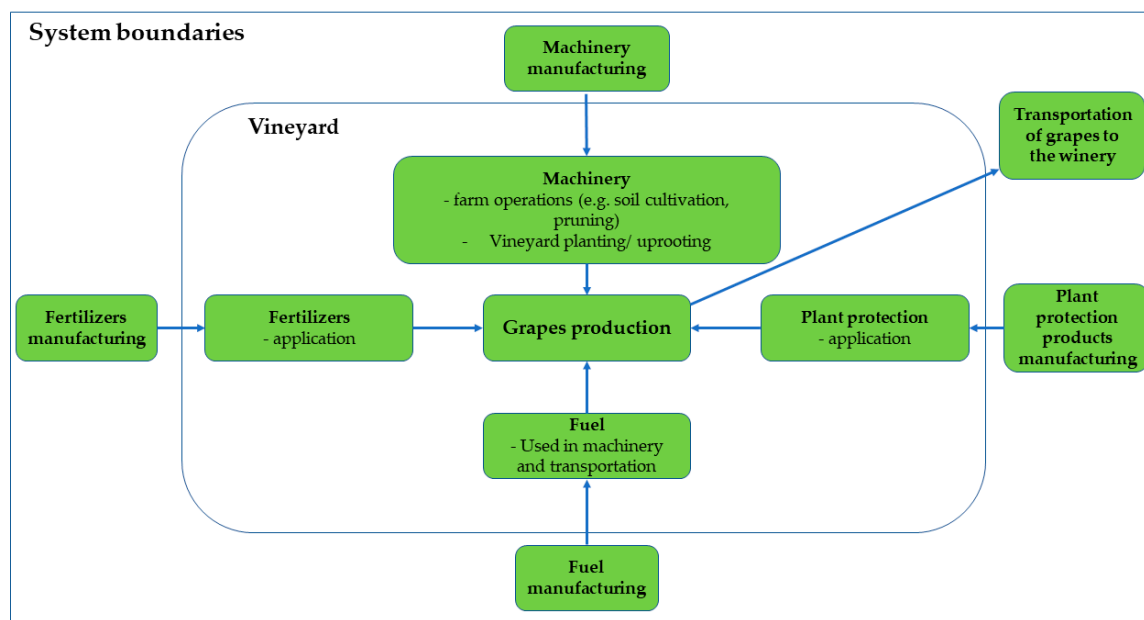 System boundaries
Machinery
manufacturing
Vineyard
Transportation
of grapes to
the winery
Machinery
- farm operations (e.g. soil cultivation,
pruning)
- Vineyard planting/ uprooting
Fertilizers
manufacturing
Fertilizers
- application
Grapes production
Plant protection
- application
Plant
protection
products
manufacturing
Fuel
- Used in machinery
and transportation
Fuel
manufacturing